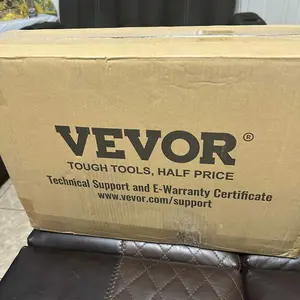 VEVOR®
TOUGH TOOLS, HALF PRICE
Technical Support and E-Warranty Certificate
www.vevor.com/support